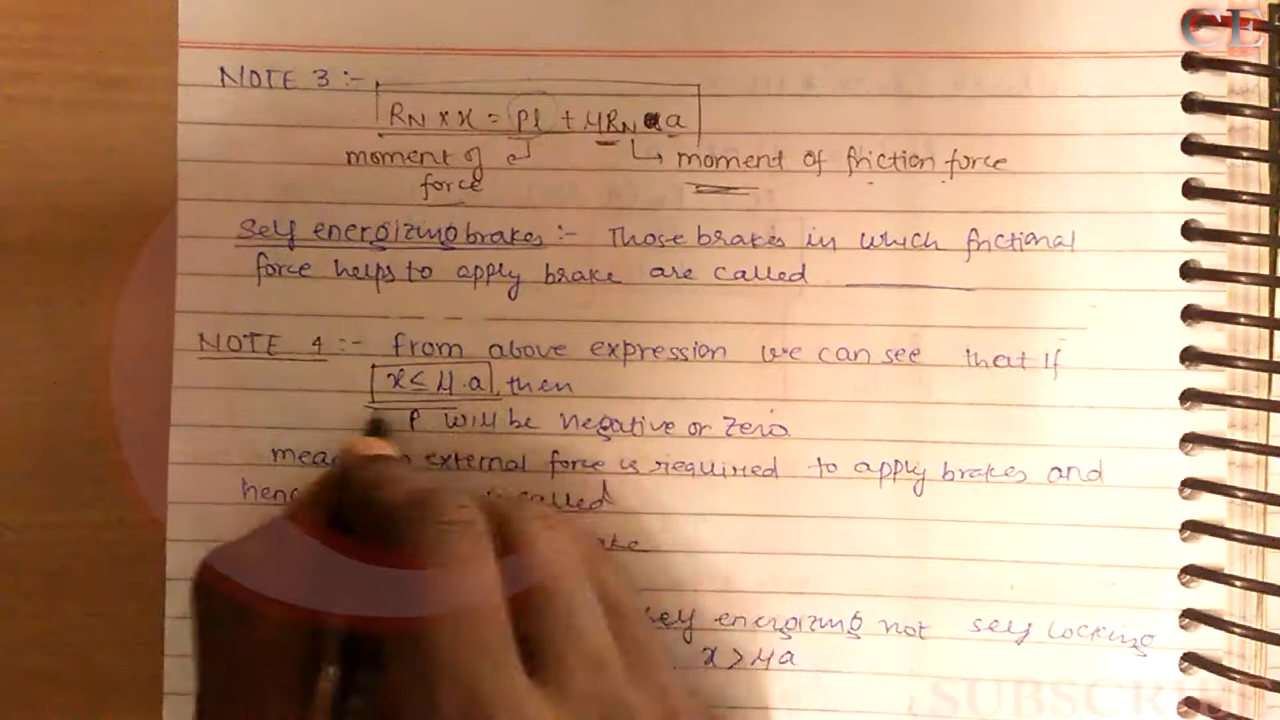 CE
NOTE 3 :-
RN × x = Pl + μRN a
moment of force
moment of friction force
Self energizing brakes :- Those brakes in which frictional
force helps to apply brake are called
NOTE 4 :- From above expression we can see that If
x ≤ μ.a, then
P will be negative or zero.
external force is required to apply brakes and
called
self energizing not self locking
x > μa
SUBSCRIBE